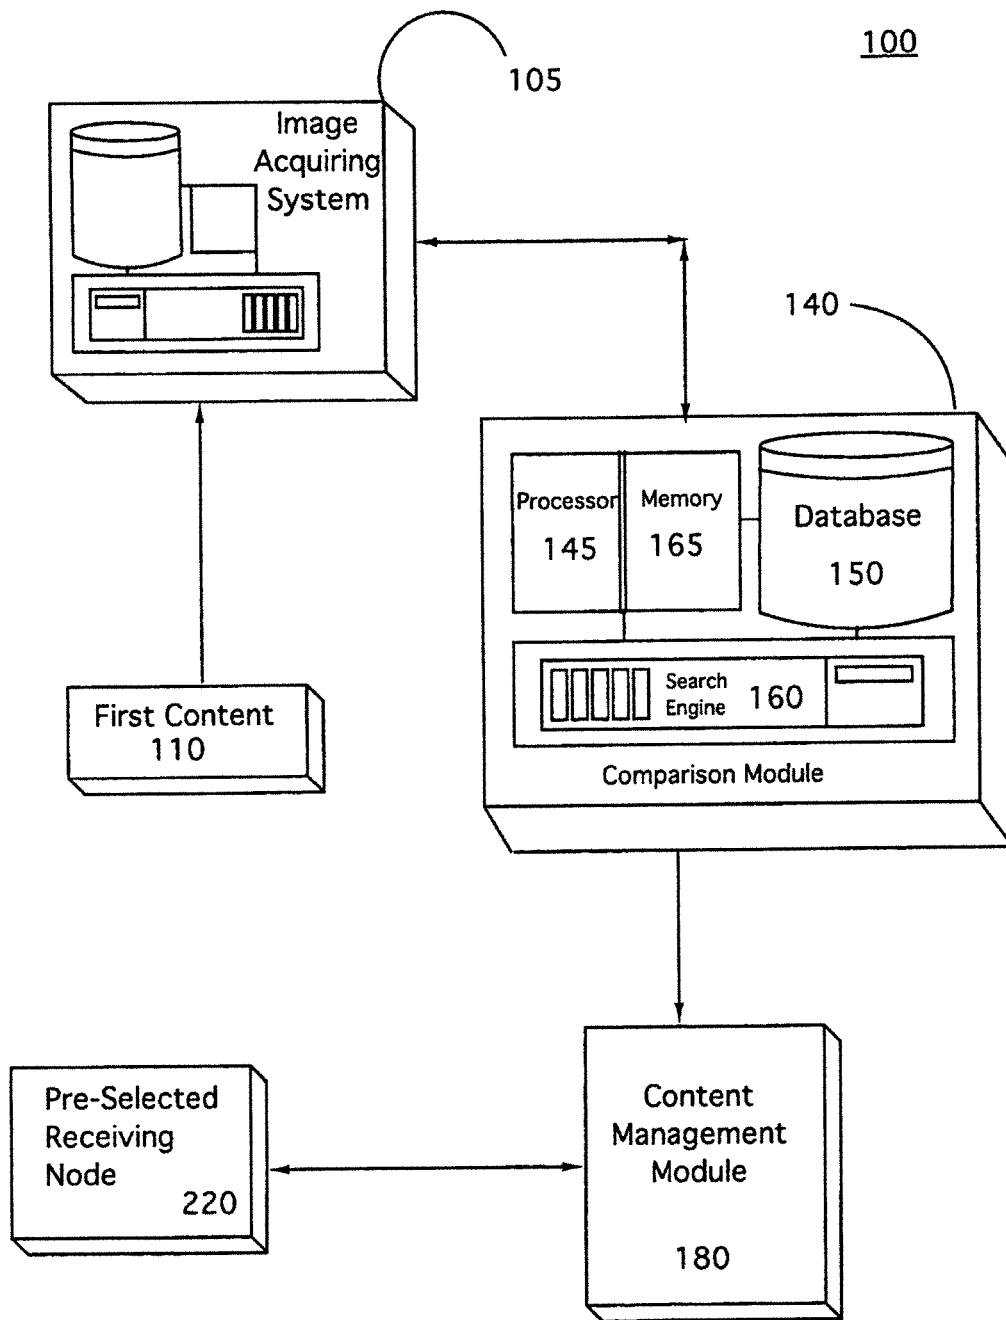 100
105
Image
Acquiring
System
140
Processor
145
Memory
165
Database
150
Search
Engine
160
Comparison Module
First Content
110
Pre-Selected
Receiving
Node
220
Content
Management
Module
180